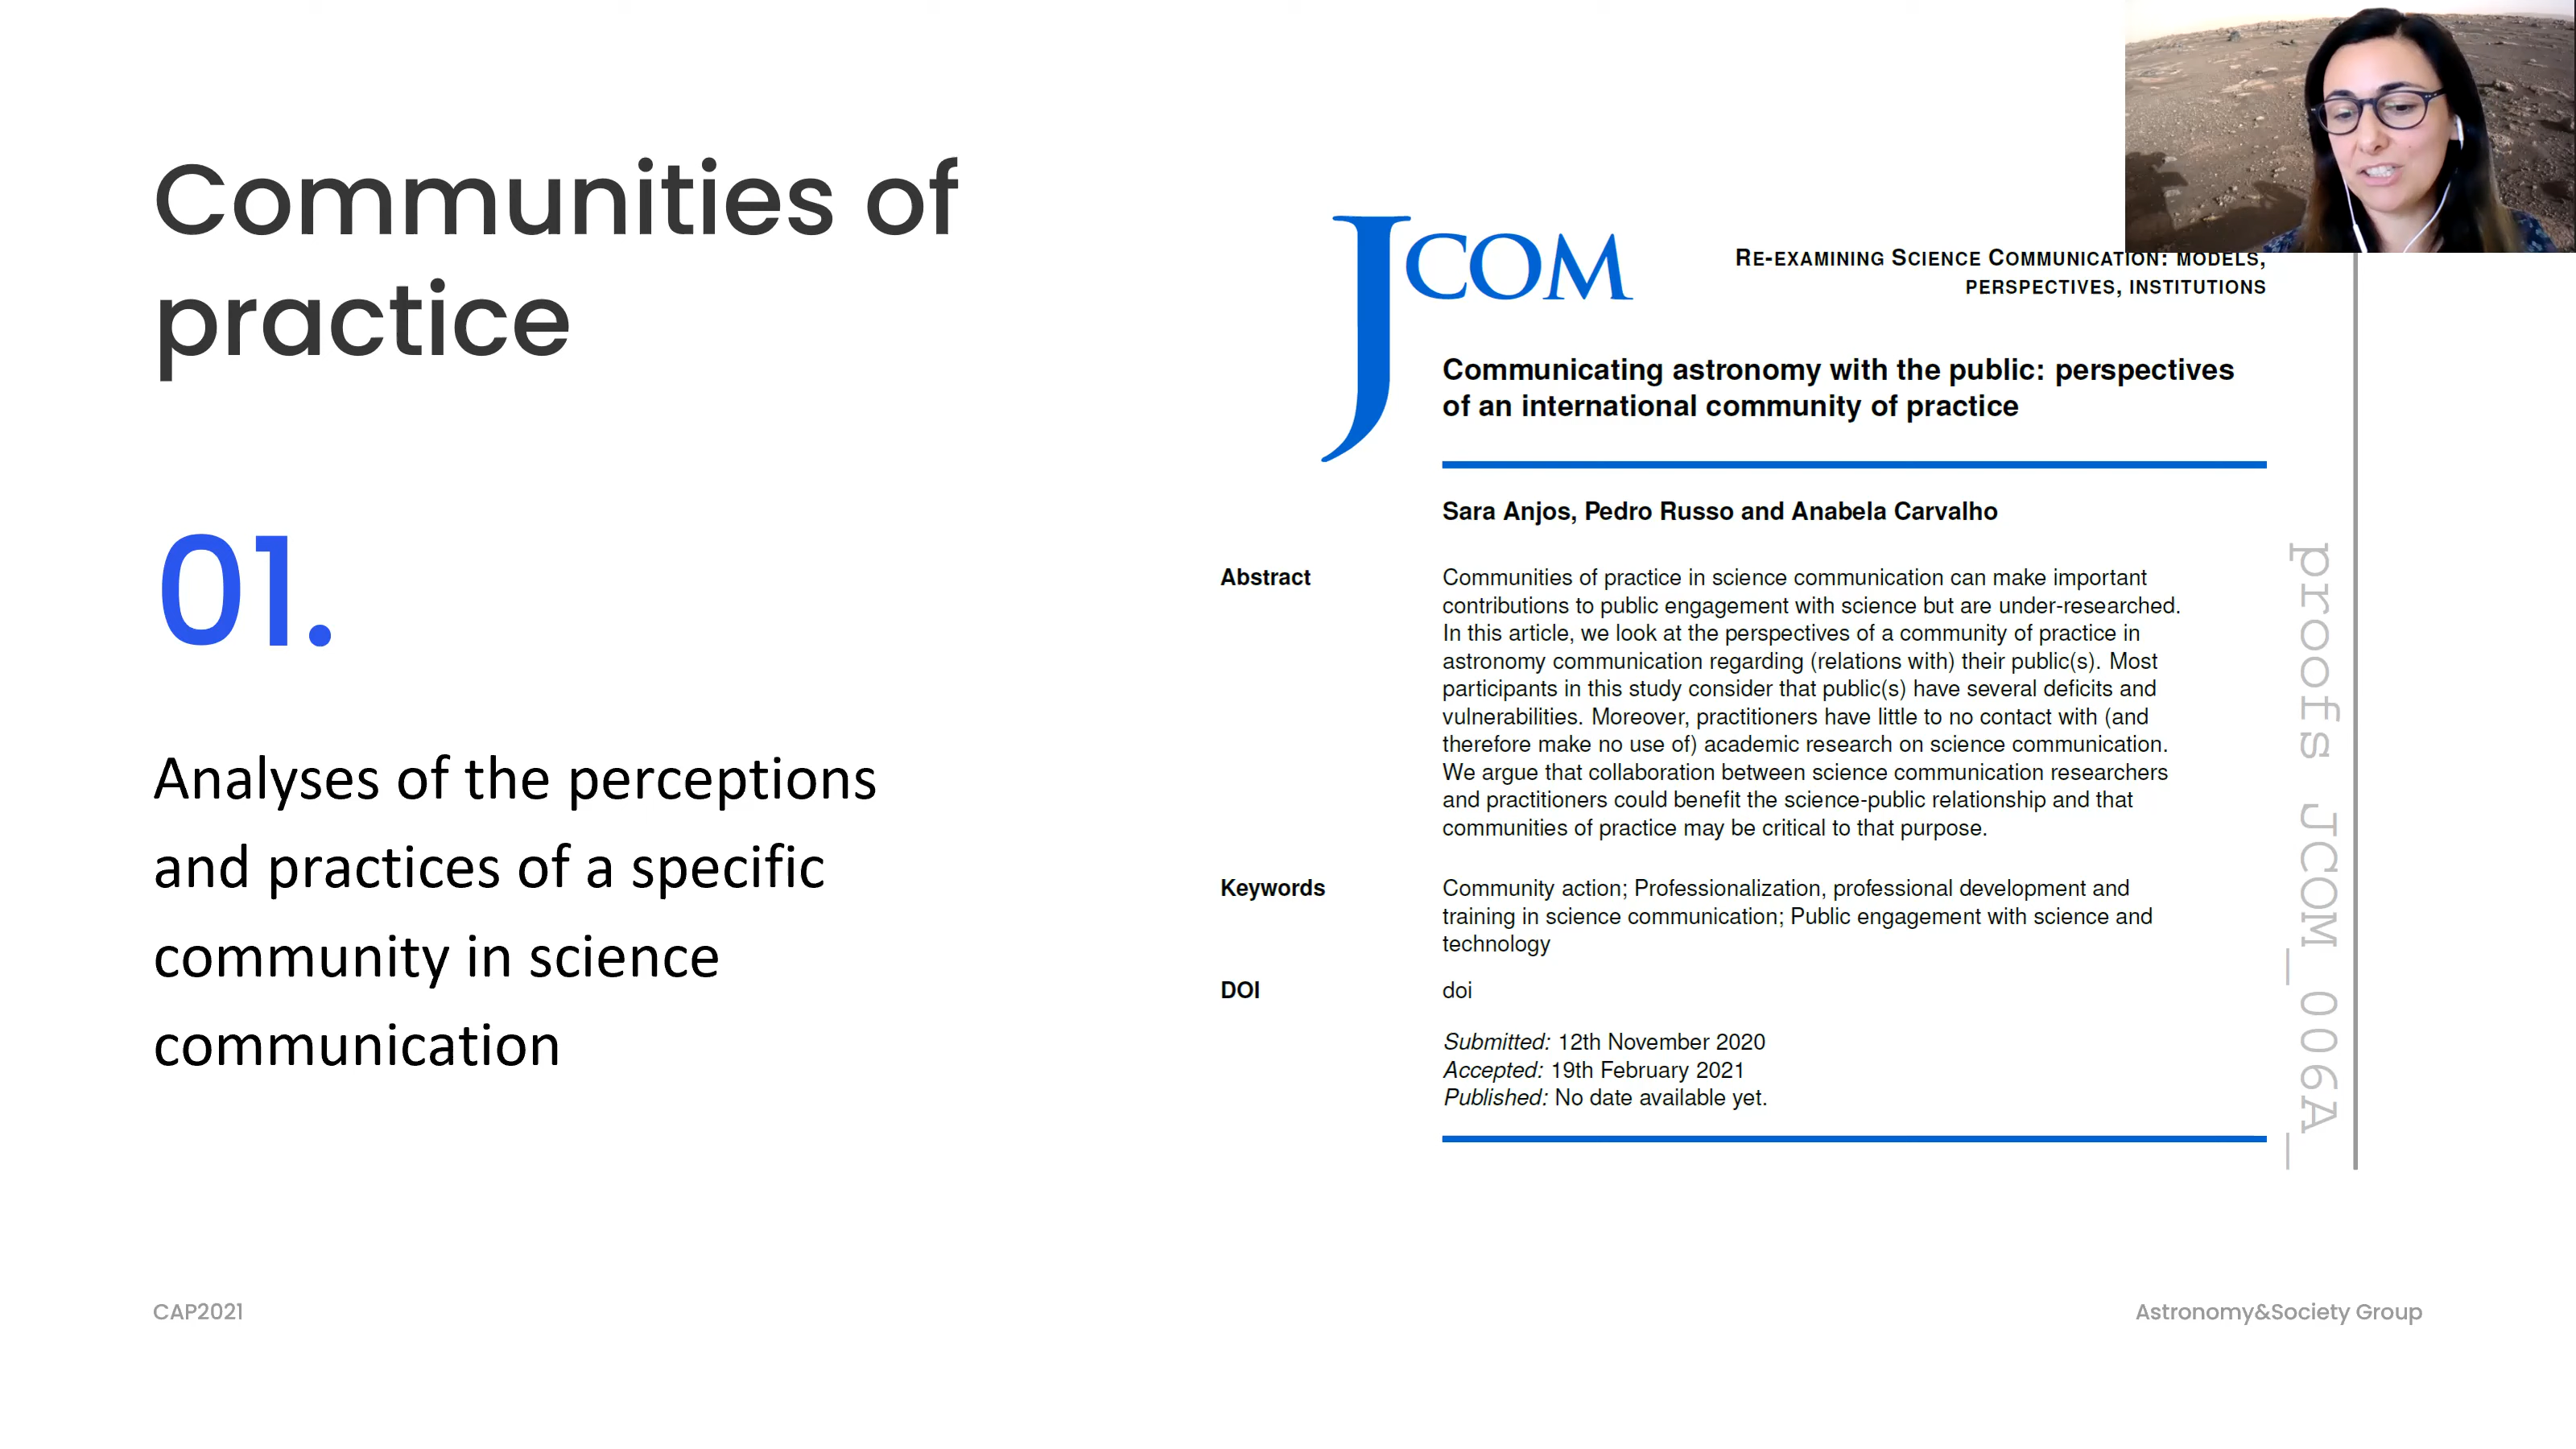 Communities of
practice
01.
Analyses of the perceptions
and practices of a specific
community in science
communication
JCOM
RE-EXAMINING SCIENCE COMMUNICATION: MODELS,
PERSPECTIVES, INSTITUTIONS
Communicating astronomy with the public: perspectives
of an international community of practice
Sara Anjos, Pedro Russo and Anabela Carvalho
Abstract
Communities of practice in science communication can make important
contributions to public engagement with science but are under-researched.
In this article, we look at the perspectives of a community of practice in
astronomy communication regarding (relations with) their public(s). Most
participants in this study consider that public(s) have several deficits and
vulnerabilities. Moreover, practitioners have little to no contact with (and
therefore make no use of) academic research on science communication.
We argue that collaboration between science communication researchers
and practitioners could benefit the science-public relationship and that
communities of practice may be critical to that purpose.
Keywords
Community action; Professionalization, professional development and
training in science communication; Public engagement with science and
technology
DOI
doi
Submitted: 12th November 2020
Accepted: 19th February 2021
Published: No date available yet.
proofs JCOM_006A_
CAP2021
Astronomy&Society Group